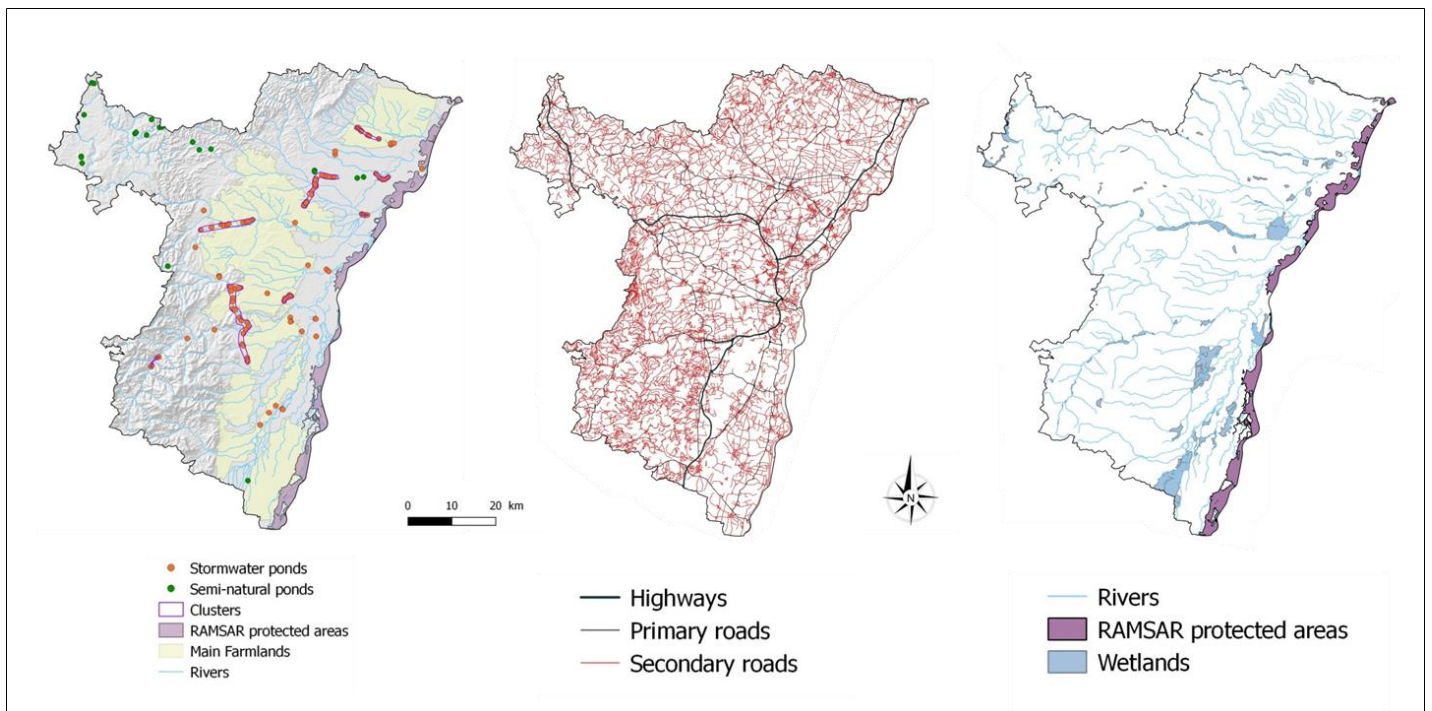 0 10 20 km
N
Stormwater ponds
Semi-natural ponds
Clusters
RAMSAR protected areas
Main Farmlands
Rivers
Highways
Primary roads
Secondary roads
Rivers
RAMSAR protected areas
Wetlands